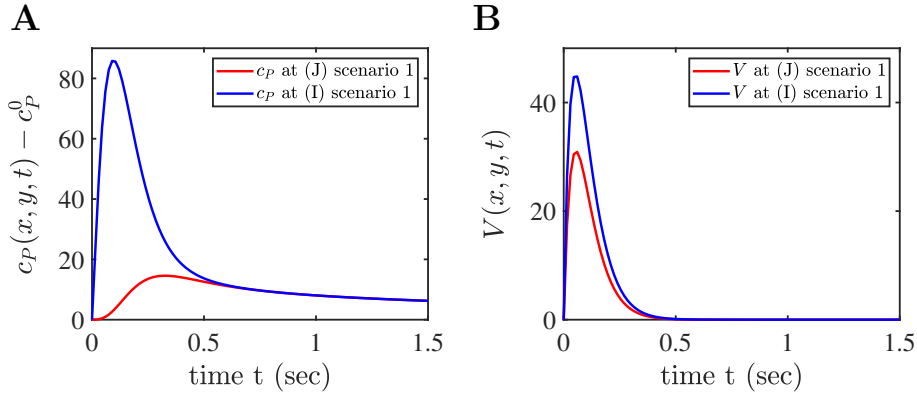 A
c_P(x, y, t) − c_P^0
80
60
40
20
0
c_P at (J) scenario 1
c_P at (I) scenario 1
0 0.5 1 1.5
time t (sec)
B
V(x, y, t)
40
20
0
V at (J) scenario 1
V at (I) scenario 1
0 0.5 1 1.5
time t (sec)